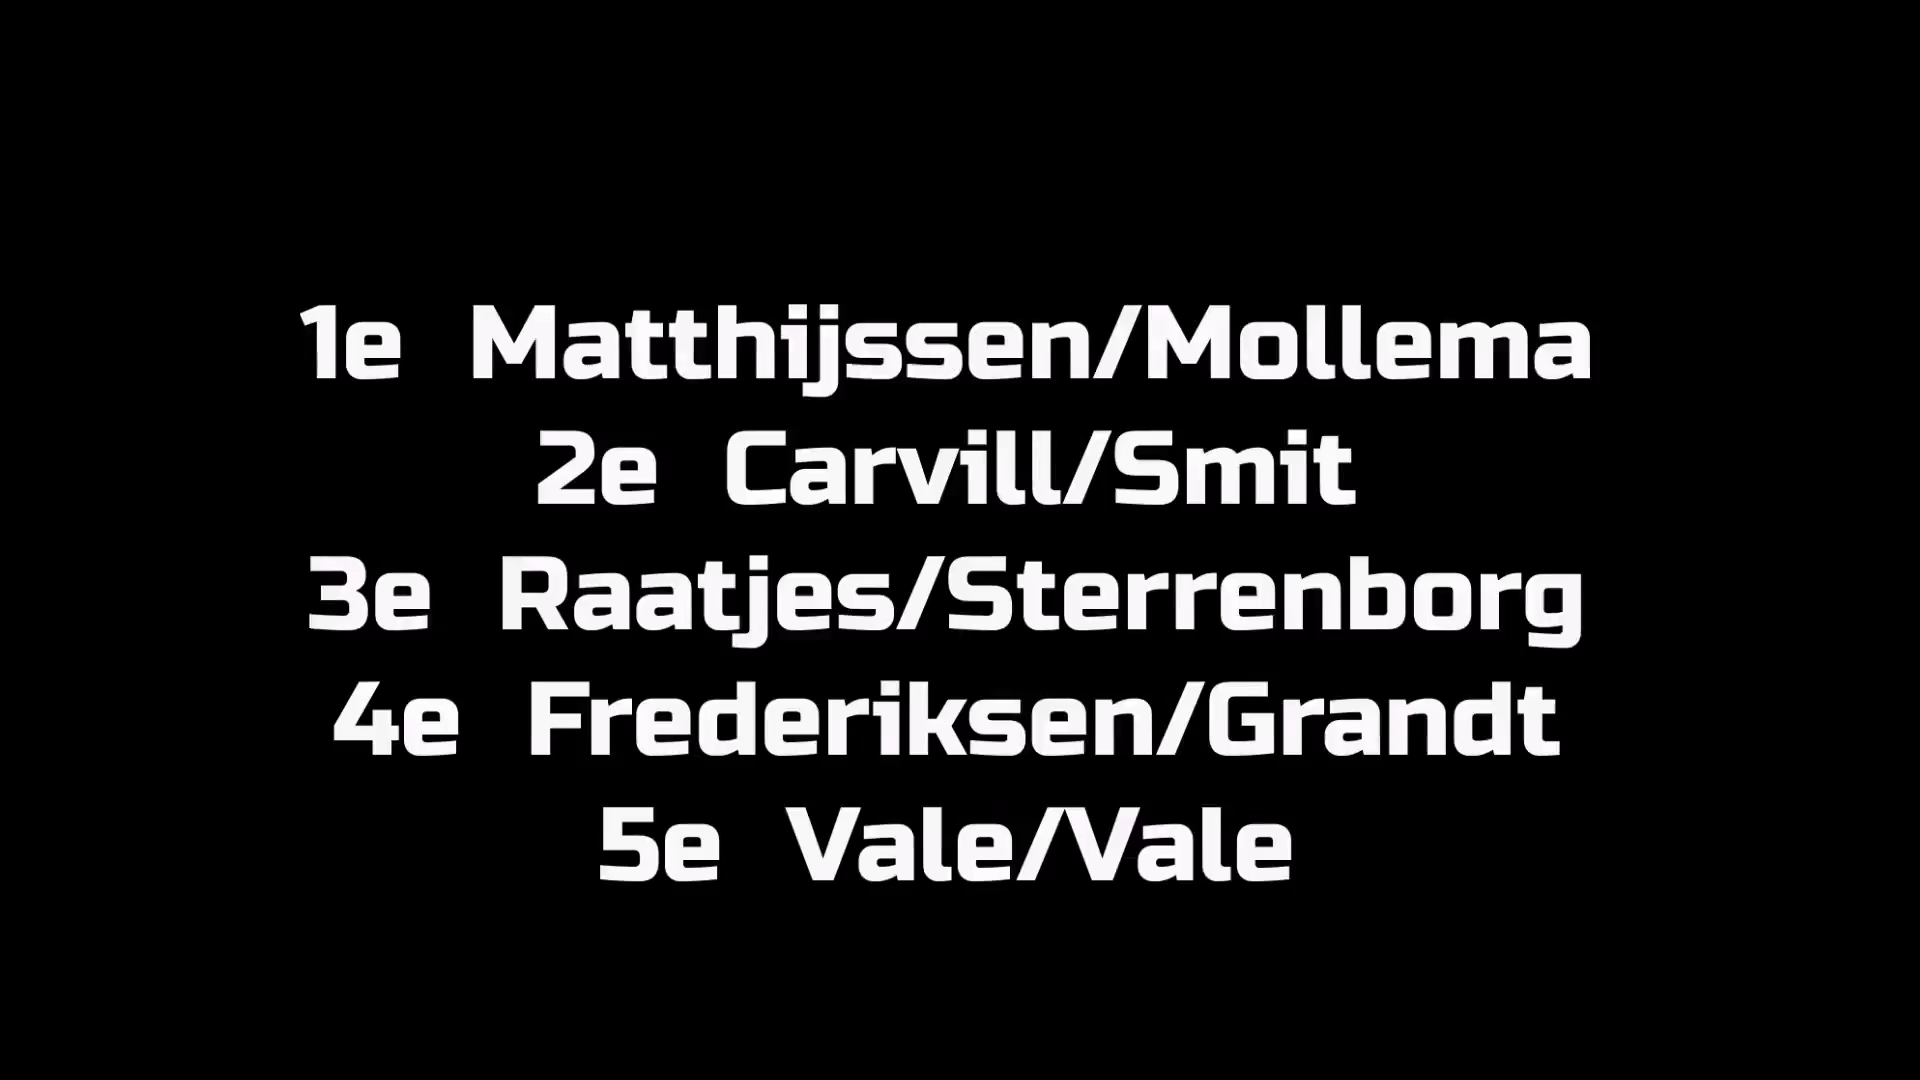 1e Matthijssen/Mollema
2e Carvill/Smit
3e Raatjes/Sterrenborg
4e Frederiksen/Grandt
5e Vale/Vale